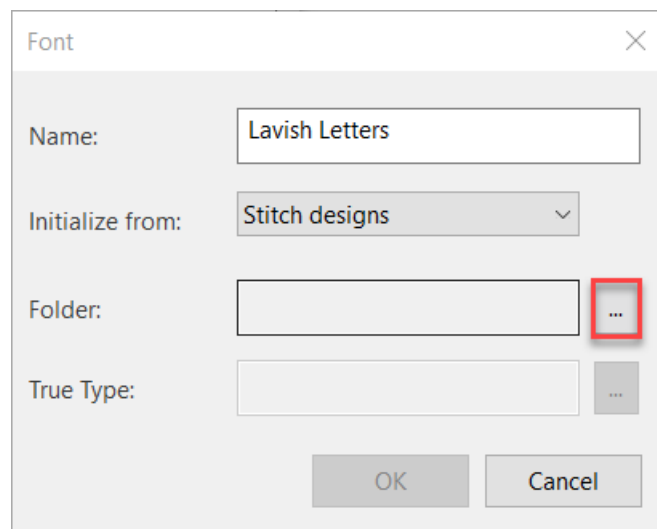 Font
Name:
Lavish Letters
Initialize from:
Stitch designs
Folder:
...
True Type:
...
OK
Cancel